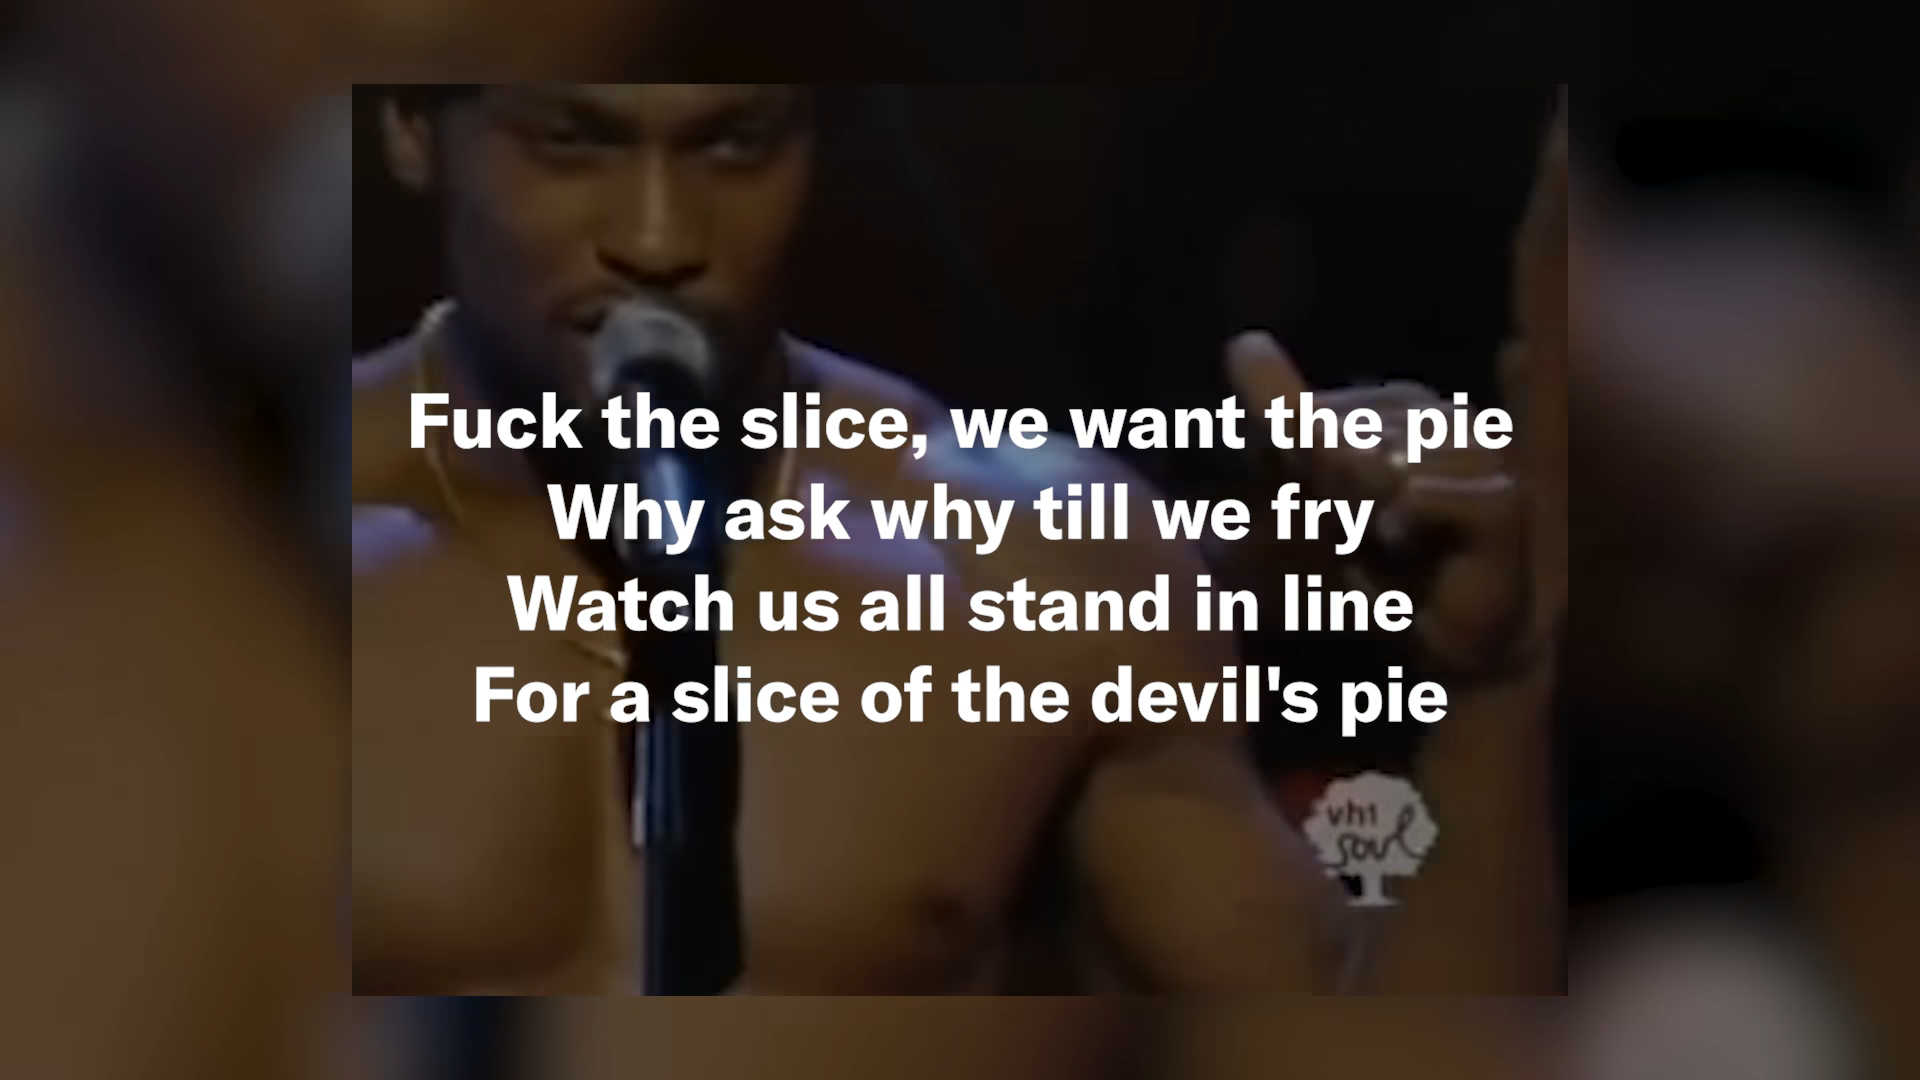 Fuck the slice, we want the pie
Why ask why till we fry
Watch us all stand in line
For a slice of the devil's pie
vh1
soul